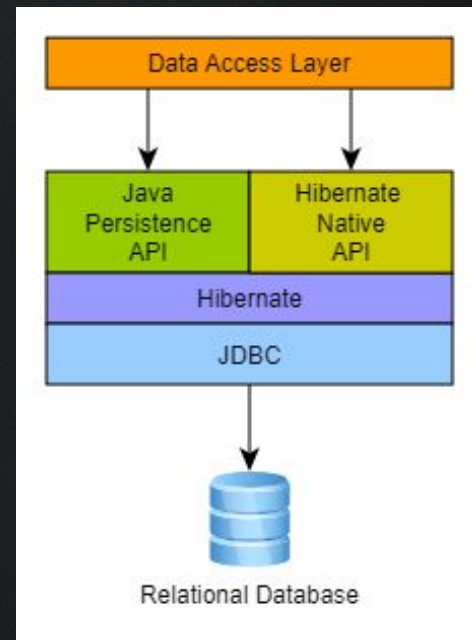 Data Access Layer
Java
Persistence
API
Hibernate
Native
API
Hibernate
JDBC
Relational Database